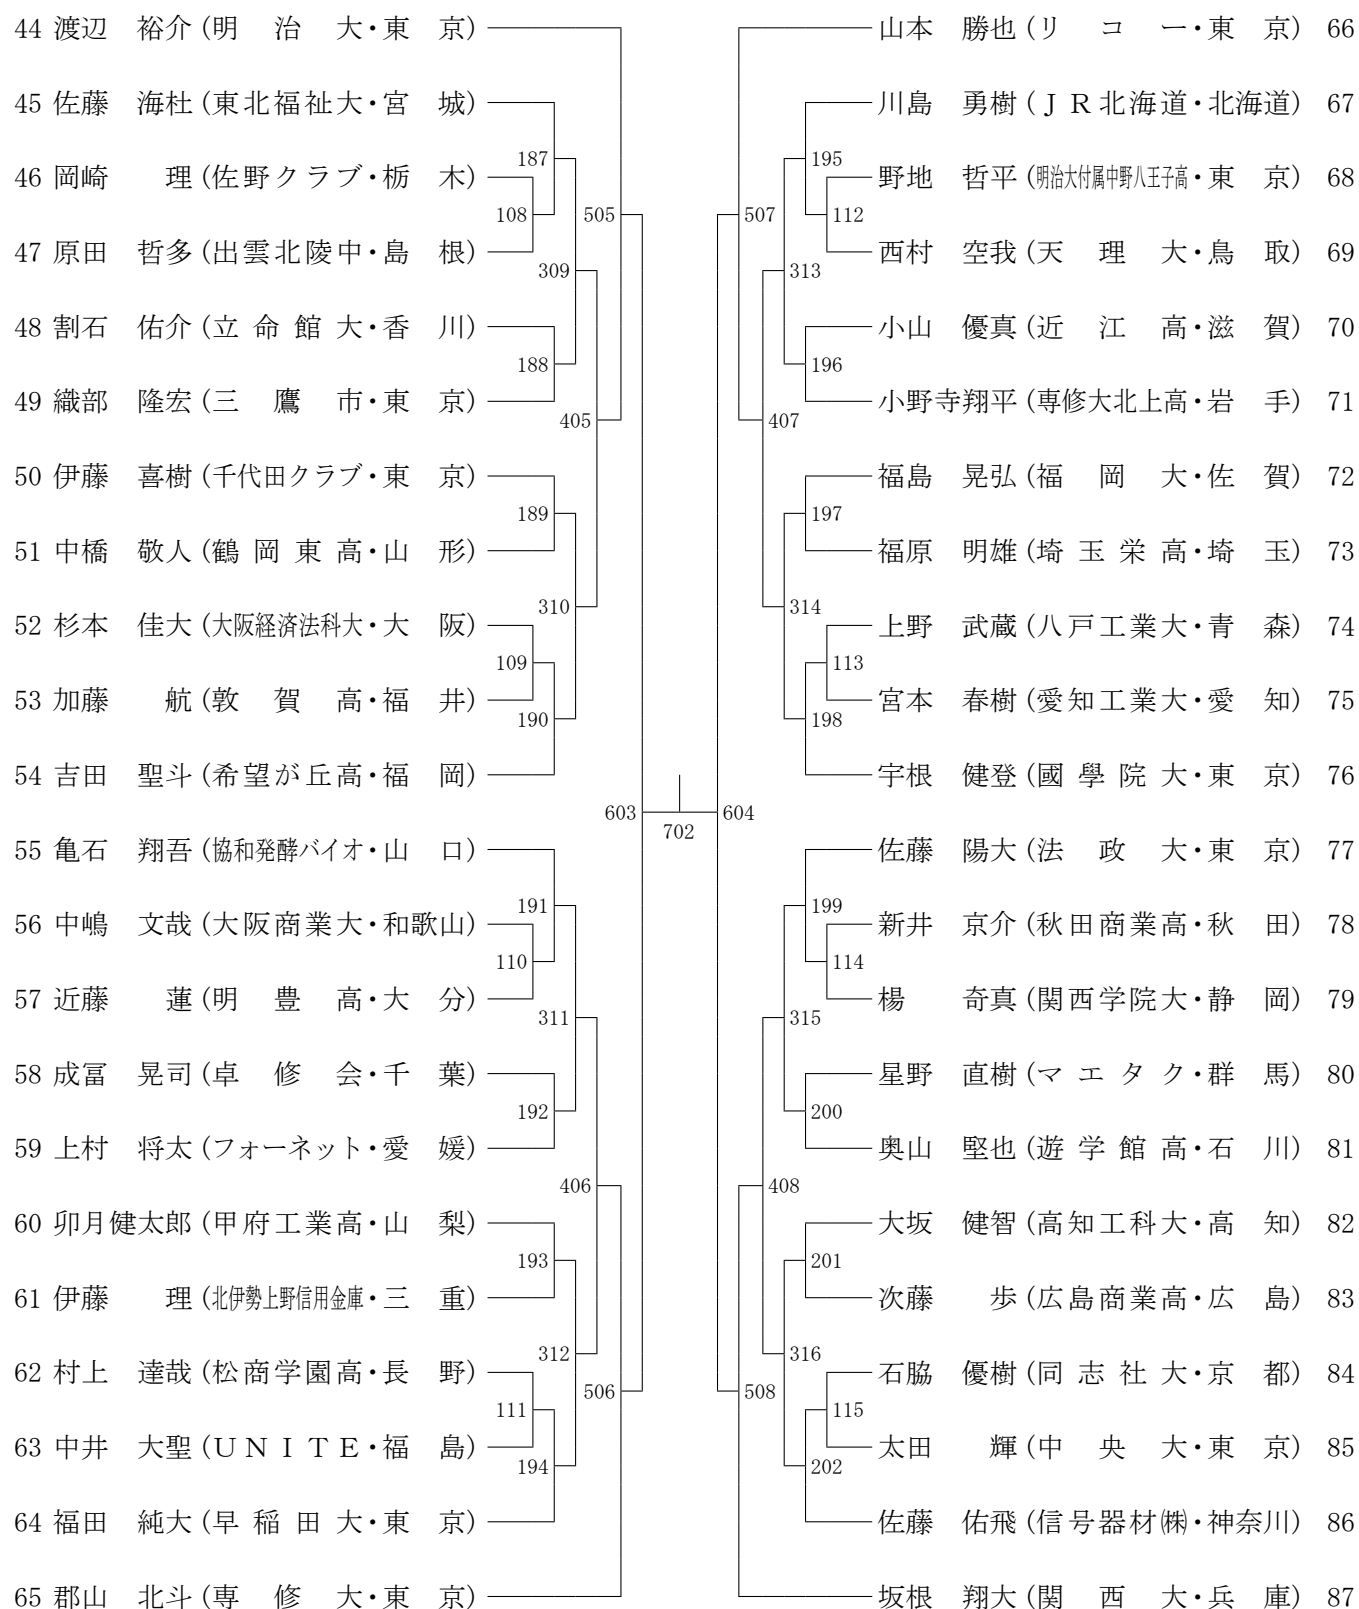 44 渡辺　裕介 (明治大・東京)
45 佐藤　海杜 (東北福祉大・宮城)
187
46 岡崎　理 (佐野クラブ・栃木)
108
505
47 原田　哲多 (出雲北陵中・島根)
309
48 割石　佑介 (立命館大・香川)
188
49 織部　隆宏 (三鷹市・東京)
405
50 伊藤　喜樹 (千代田クラブ・東京)
189
51 中橋　敬人 (鶴岡東高・山形)
310
52 杉本　佳大 (大阪経済法科大・大阪)
109
53 加藤　航 (敦賀高・福井)
190
54 吉田　聖斗 (希望が丘高・福岡)
603
55 亀石　翔吾 (協和発酵バイオ・山口)
191
56 中嶋　文哉 (大阪商業大・和歌山)
110
57 近藤　蓮 (明豊高・大分)
311
58 成冨　晃司 (卓修会・千葉)
192
59 上村　将太 (フォーネット・愛媛)
406
60 卯月健太郎 (甲府工業高・山梨)
193
61 伊藤　理 (北伊勢上野信用金庫・三重)
312
62 村上　達哉 (松商学園高・長野)
506
111
63 中井　大聖 (ＵＮＩＴＥ・福島)
194
64 福田　純大 (早稲田大・東京)
65 郡山　北斗 (専修大・東京)
702
山本　勝也 (リコー・東京) 66
川島　勇樹 (ＪＲ北海道・北海道) 67
195
野地　哲平 (明治大付属中野八王子高・東京) 68
507
112
西村　空我 (天理大・鳥取) 69
313
小山　優真 (近江高・滋賀) 70
196
小野寺翔平 (専修大北上高・岩手) 71
407
福島　晃弘 (福岡大・佐賀) 72
197
福原　明雄 (埼玉栄高・埼玉) 73
314
上野　武蔵 (八戸工業大・青森) 74
113
宮本　春樹 (愛知工業大・愛知) 75
198
宇根　健登 (國學院大・東京) 76
604
佐藤　陽大 (法政大・東京) 77
199
新井　京介 (秋田商業高・秋田) 78
114
楊　奇真 (関西学院大・静岡) 79
315
星野　直樹 (マエタク・群馬) 80
200
奥山　堅也 (遊学館高・石川) 81
408
大坂　健智 (高知工科大・高知) 82
201
次藤　歩 (広島商業高・広島) 83
316
石脇　優樹 (同志社大・京都) 84
508
115
太田　輝 (中央大・東京) 85
202
佐藤　佑飛 (信号器材㈱・神奈川) 86
坂根　翔大 (関西大・兵庫) 87